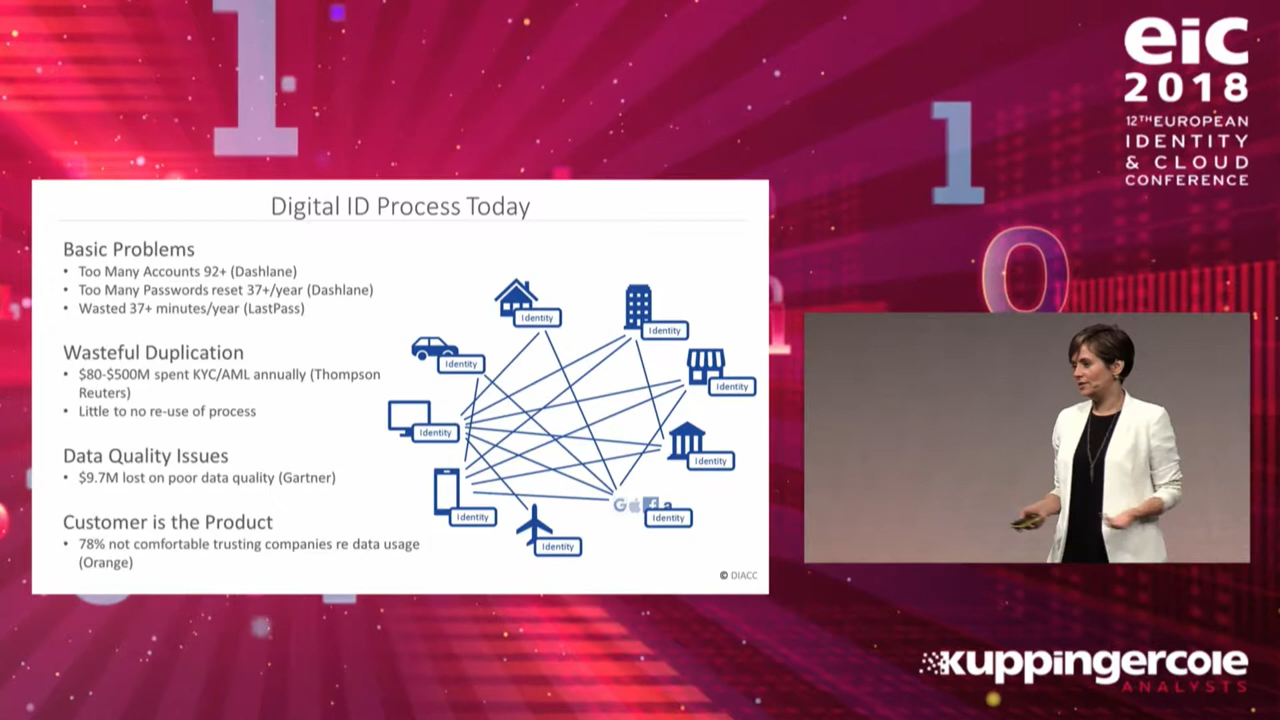 eic
2018
12TH EUROPEAN
IDENTITY
& CLOUD
CONFERENCE
Digital ID Process Today
Basic Problems
• Too Many Accounts 92+ (Dashlane)
• Too Many Passwords reset 37+/year (Dashlane)
• Wasted 37+ minutes/year (LastPass)
Wasteful Duplication
• $80-$500M spent KYC/AML annually (Thompson
Reuters)
• Little to no re-use of process
Data Quality Issues
• $9.7M lost on poor data quality (Gartner)
Customer is the Product
• 78% not comfortable trusting companies re data usage
(Orange)
Identity
Identity
Identity
Identity
Identity
Identity
Identity
G f a
Identity
Identity
© DIACC
1
1
0
kuppingercole
ANALYSTS